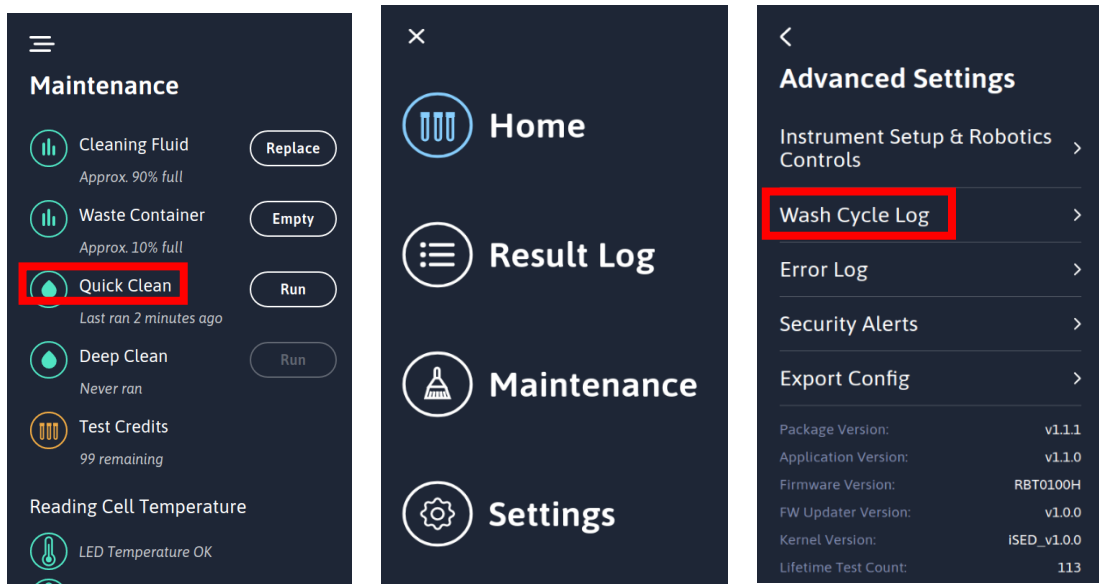 Maintenance
Cleaning Fluid
Replace
Approx. 90% full
Waste Container
Empty
Approx. 10% full
Quick Clean
Run
Last ran 2 minutes ago
Deep Clean
Run
Never ran
Test Credits
99 remaining
Reading Cell Temperature
LED Temperature OK
Home
Result Log
Maintenance
Settings
Advanced Settings
Instrument Setup & Robotics
Controls
Wash Cycle Log
Error Log
Security Alerts
Export Config
Package Version: v1.1.1
Application Version: v1.1.0
Firmware Version: RBT0100H
FW Updater Version: v1.0.0
Kernel Version: iSED_v1.0.0
Lifetime Test Count: 113